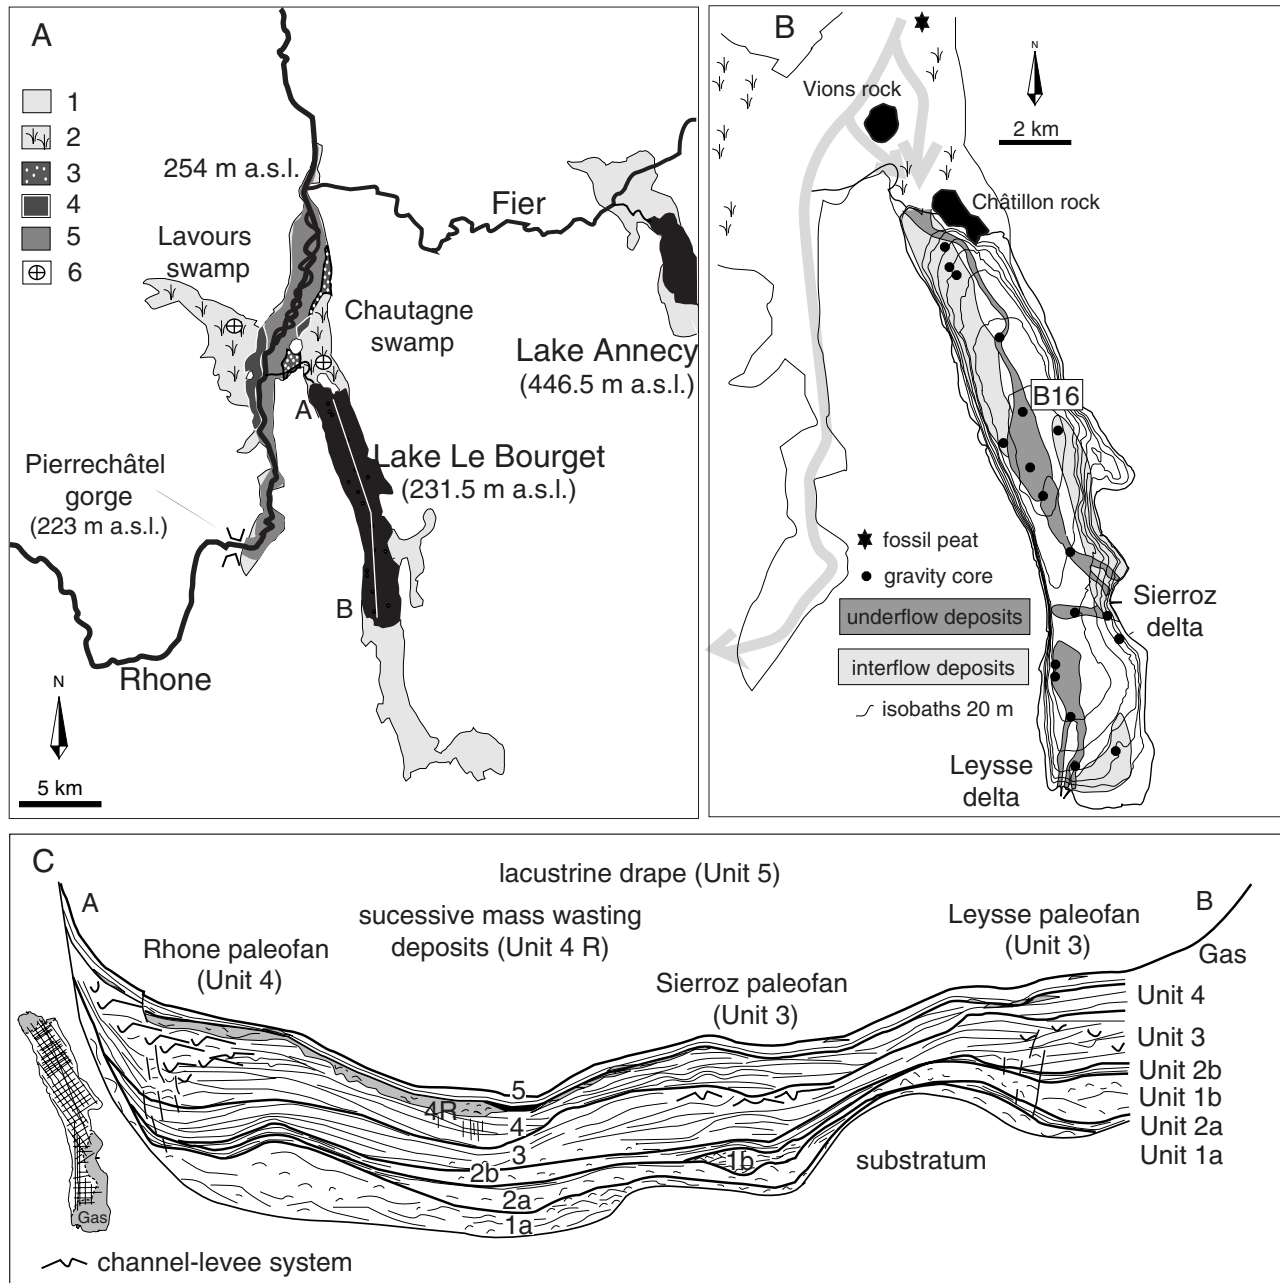 A
1
2
3
4
5
6
254 m a.s.l.
Fier
Lavours
swamp
Chautagne
swamp
Lake Annecy
(446.5 m a.s.l.)
A
Lake Le Bourget
(231.5 m a.s.l.)
Pierrechâtel
gorge
(223 m a.s.l.)
B
Rhone
N
5 km
B
N
2 km
Vions rock
Châtillon rock
B16
fossil peat
gravity core
underflow deposits
interflow deposits
isobaths 20 m
Sierroz
delta
Leysse
delta
C
A
B
lacustrine drape (Unit 5)
sucessive mass wasting
deposits (Unit 4 R)
Rhone paleofan
(Unit 4)
Leysse paleofan
(Unit 3)
Sierroz paleofan
(Unit 3)
Gas
Unit 4
Unit 3
Unit 2b
Unit 1b
Unit 2a
Unit 1a
5
4R
4
3
2b
1b
2a
1a
substratum
Gas
channel-levee system